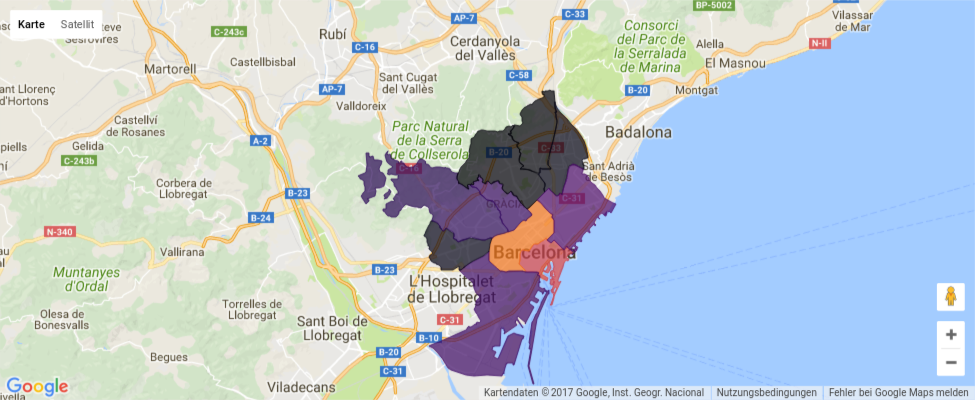 Karte Satellit
teve
Sesrovires
C-243c
AP-7
C-33
BP-5002
Vilassar
de Mar
Rubí
C-16
Cerdanyola
del Vallès
Consorci
del Parc de
la Serralada
de Marina
Alella
N-II
El Masnou
Castellbisbal
Martorell
C-58
Sant Cugat
del Vallès
AP-7
B-20
Montgat
ant Llorenç
d'Hortons
Valldoreix
Castellví
de Rosanes
Parc Natural
de la Serra
de Collserola
Badalona
piells
Gelida
A-2
B-20
C-33
C-243b
C-16
Sant Adrià
de Besòs
Corbera de
Llobregat
B-23
GRÀCIA
C-31
B-24
N-340
Vallirana
Barcelona
B-23
Muntanyes
d'Ordal
L'Hospitalet
de Llobregat
Torrelles de
Llobregat
Olesa de
Bonesvalls
Sant Boi de
Llobregat
C-31
B-10
Begues
B-20
C-31
Viladecans
Google
Kartendaten © 2017 Google, Inst. Geogr. Nacional Nutzungsbedingungen Fehler bei Google Maps melden